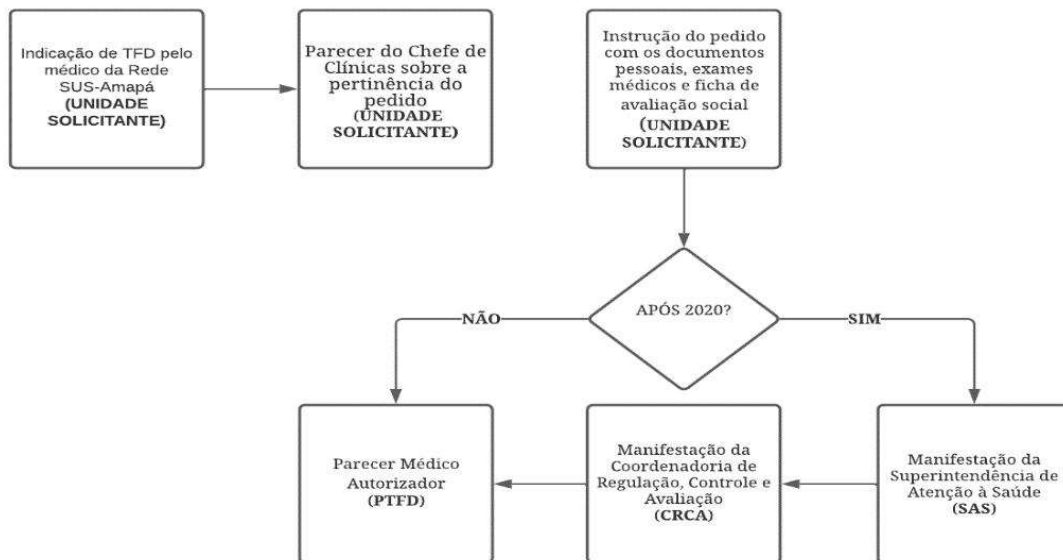 Indicação de TFD pelo
médico da Rede
SUS-Amapá
(UNIDADE
SOLICITANTE)
Parecer do Chefe de
Clínicas sobre a
pertinência do
pedido
(UNIDADE
SOLICITANTE)
Instrução do pedido
com os documentos
pessoais, exames
médicos e ficha de
avaliação social
(UNIDADE
SOLICITANTE)
APÓS 2020?
NÃO
SIM
Parecer Médico
Autorizador
(PTFD)
Manifestação da
Coordenadoria de
Regulação, Controle e
Avaliação
(CRCA)
Manifestação da
Superintendência de
Atenção à Saúde
(SAS)